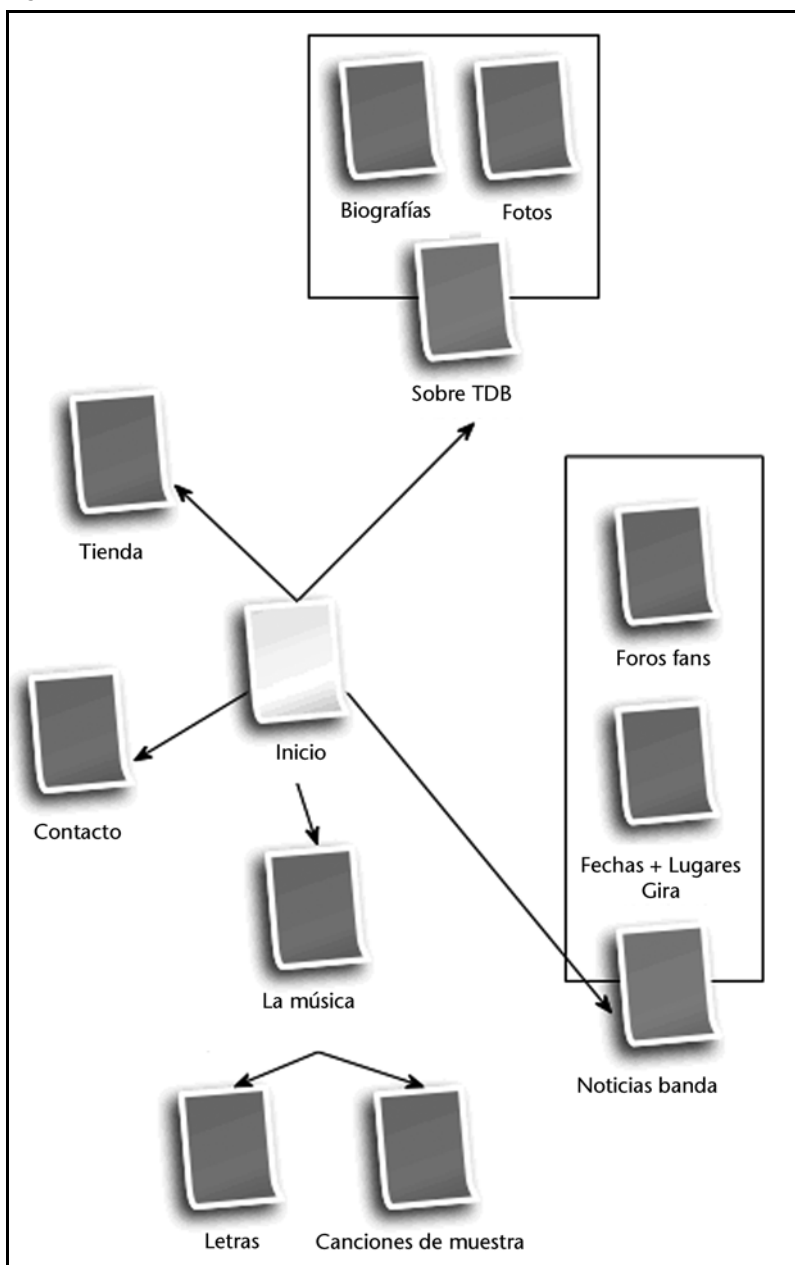 Biografías
Fotos
Sobre TDB
Tienda
Foros fans
Inicio
Contacto
Fechas + Lugares
Gira
La música
Noticias banda
Letras
Canciones de muestra